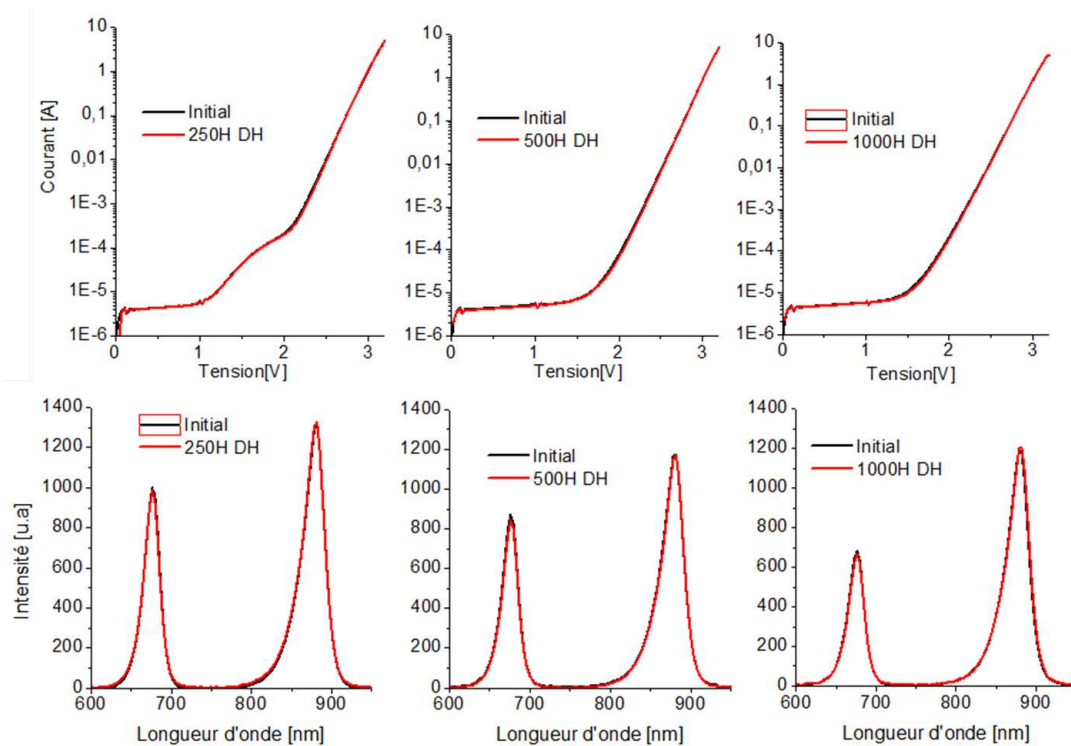 Courant [A]
10
1
0,1
0,01
1E-3
1E-4
1E-5
1E-6
Initial
250H DH
0
1
2
3
Tension[V]
10
1
0,1
0,01
1E-3
1E-4
1E-5
1E-6
Initial
500H DH
0
1
2
3
Tension[V]
10
1
0,1
0,01
1E-3
1E-4
1E-5
1E-6
Initial
1000H DH
0
1
2
3
Tension[V]
Intensité [u.a]
1400
1200
1000
800
600
400
200
0
Initial
250H DH
600
700
800
900
Longueur d'onde [nm]
1400
1200
1000
800
600
400
200
0
Initial
500H DH
600
700
800
900
Longueur d'onde [nm]
1400
1200
1000
800
600
400
200
0
Initial
1000H DH
600
700
800
900
Longueur d'onde [nm]